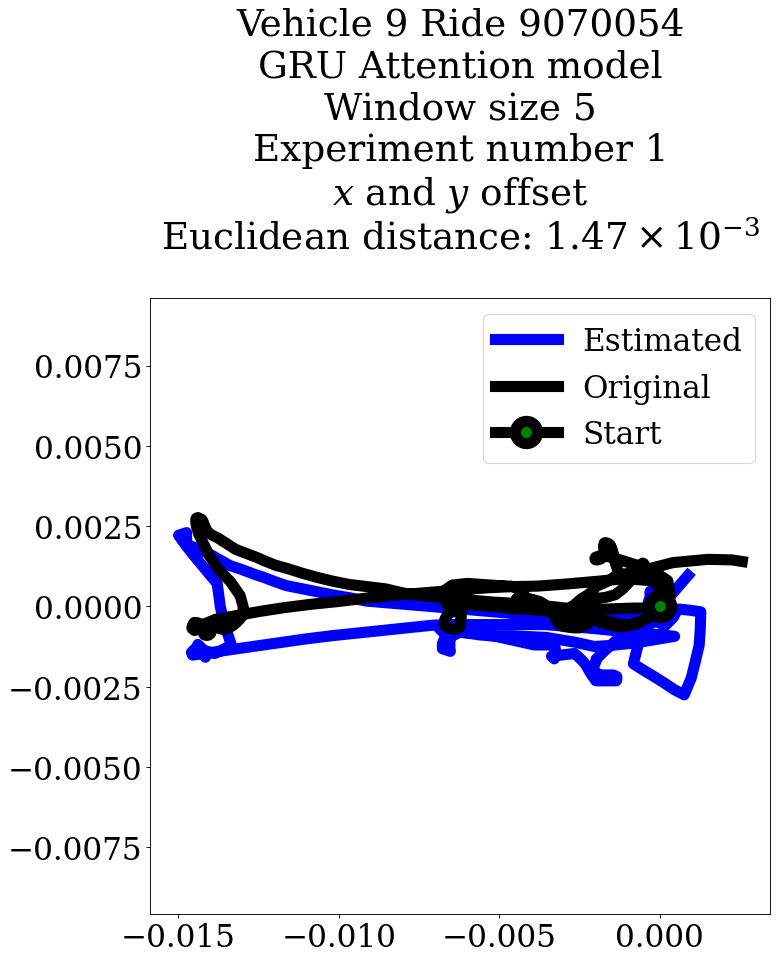 Vehicle 9 Ride 9070054
GRU Attention model
Window size 5
Experiment number 1
x and y offset
Euclidean distance: 1.47 × 10⁻³
Estimated
Original
Start
0.0075
0.0050
0.0025
0.0000
−0.0025
−0.0050
−0.0075
−0.015 −0.010 −0.005 0.000